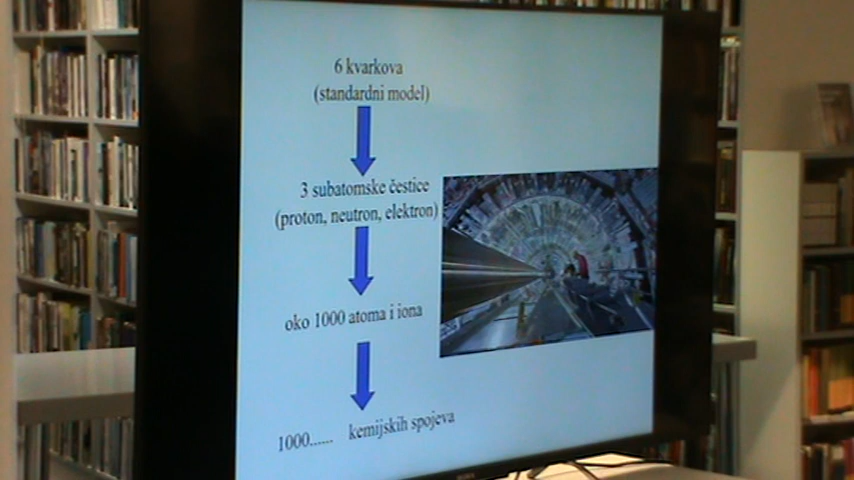 6 kvarkova
(standardni model)
3 subatomske čestice
(proton, neutron, elektron)
oko 1000 atoma i iona
1000...... kemijskih spojeva